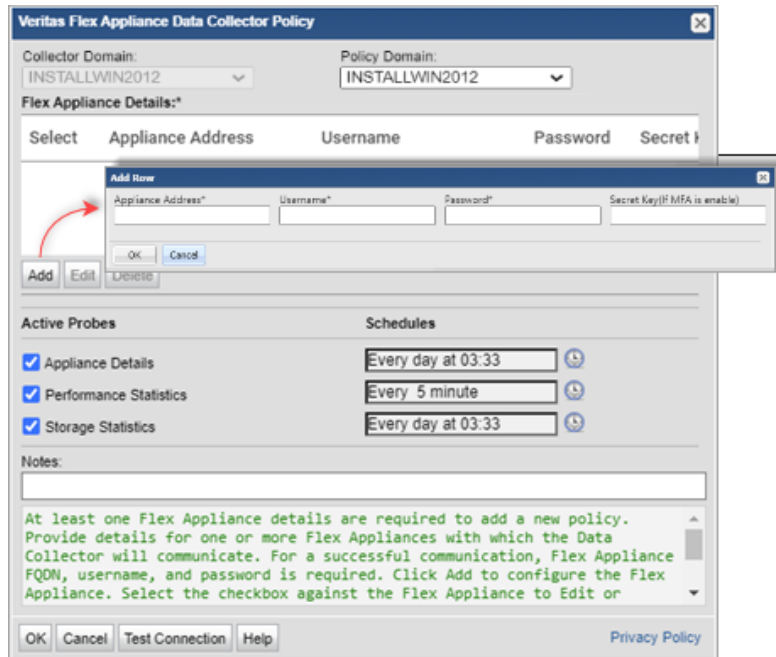 Veritas Flex Appliance Data Collector Policy
Collector Domain: Policy Domain:
INSTALLWIN2012 INSTALLWIN2012
Flex Appliance Details:*
Select Appliance Address Username Password Secret K
Add Row
Appliance Address* Username* Password* Secret Key(If MFA is enable)
OK Cancel
Add Edit Delete
Active Probes Schedules
Appliance Details Every day at 03:33
Performance Statistics Every 5 minute
Storage Statistics Every day at 03:33
Notes:
At least one Flex Appliance details are required to add a new policy.
Provide details for one or more Flex Appliances with which the Data
Collector will communicate. For a successful communication, Flex Appliance
FQDN, username, and password is required. Click Add to configure the Flex
Appliance. Select the checkbox against the Flex Appliance to Edit or
OK Cancel Test Connection Help Privacy Policy